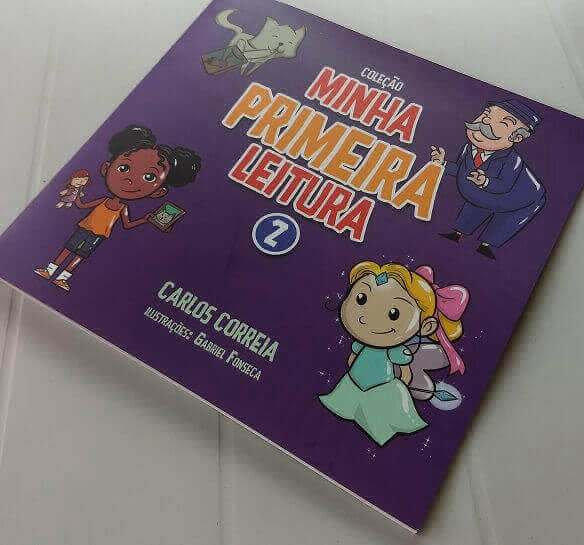 COLEÇÃO
MINHA
PRIMEIRA
LEITURA
2
CARLOS CORREIA
ILUSTRAÇÕES: GABRIEL FONSECA